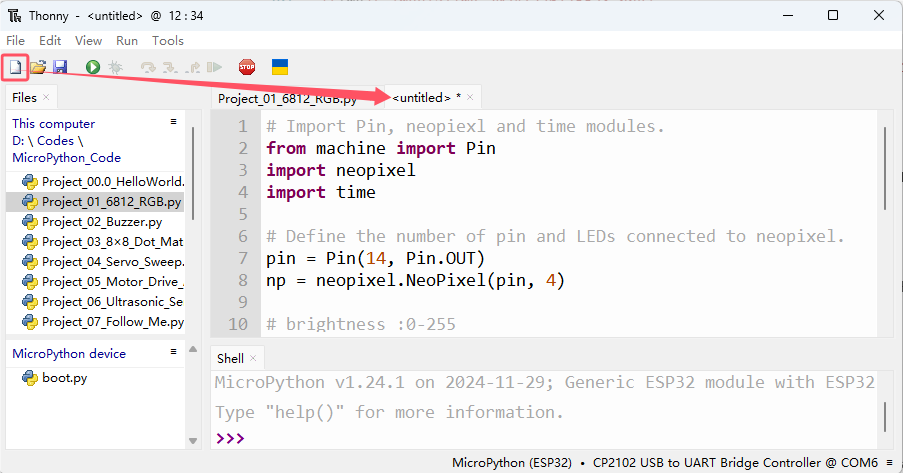 Thonny - <untitled> @ 12 : 34
File Edit View Run Tools
STOP
Files ×
Project_01_6812_RGB.py
<untitled> * ×
This computer ≡
D: \ Codes \
MicroPython_Code
Project_00.0_HelloWorld.
Project_01_6812_RGB.py
Project_02_Buzzer.py
Project_03_8×8_Dot_Mat
Project_04_Servo_Sweep.
Project_05_Motor_Drive_
Project_06_Ultrasonic_Se
Project_07_Follow_Me.py
MicroPython device ≡
boot.py
1 # Import Pin, neopiexl and time modules.
2 from machine import Pin
3 import neopixel
4 import time
5
6 # Define the number of pin and LEDs connected to neopixel.
7 pin = Pin(14, Pin.OUT)
8 np = neopixel.NeoPixel(pin, 4)
9
10 # brightness :0-255
Shell ×
MicroPython v1.24.1 on 2024-11-29; Generic ESP32 module with ESP32
Type "help()" for more information.
>>>
MicroPython (ESP32) • CP2102 USB to UART Bridge Controller @ COM6 ≡